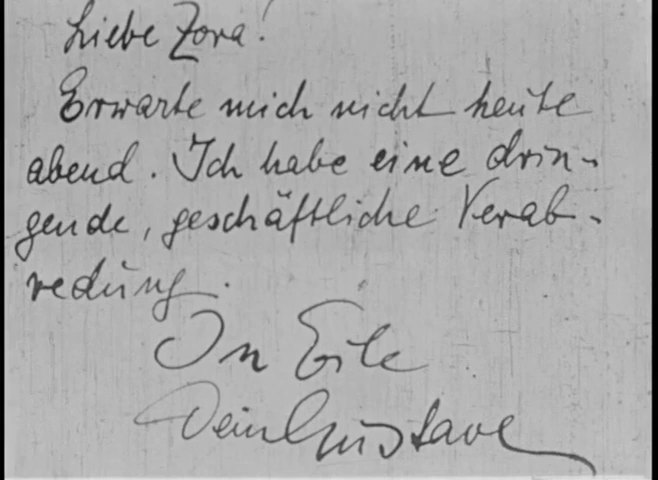 Liebe Zora!
Erwarte mich nicht heute
abend. Ich habe eine drin-
gende, geschäftliche Verab-
redung.
In Eile
Dein Gustave